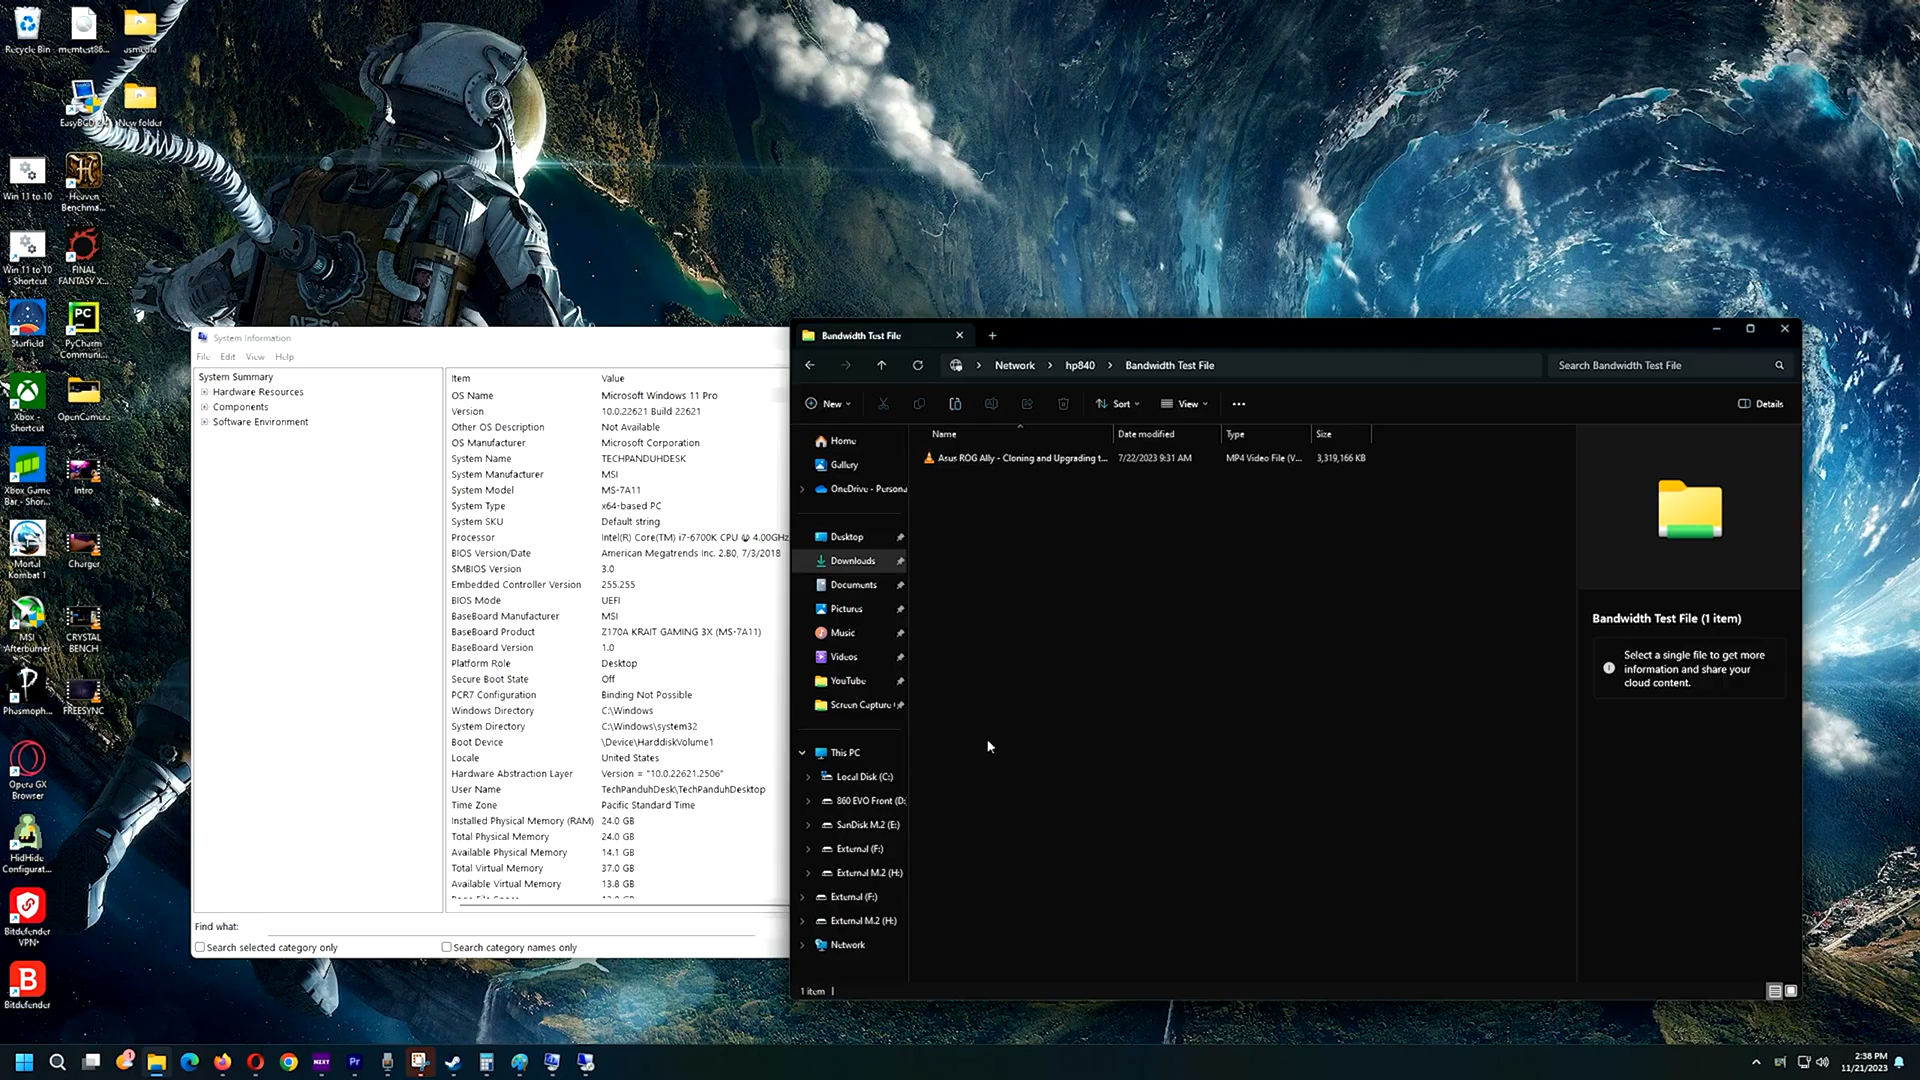 Recycle Bin
memtest86...
asmedia
EasyBCD 2.4
New folder
Win 11 to 10
Heaven
Benchma...
Win 11 to 10
- Shortcut
FINAL
FANTASY X...
Starfield
PyCharm
Communi...
Xbox -
Shortcut
OpenCamera
Xbox Game
Bar - Shor...
Intro
Mortal
Kombat 1
Charger
MSI
Afterburner
CRYSTAL
BENCH
Phasmoph...
FREESYNC
Opera GX
Browser
HidHide
Configurat...
Bitdefender
VPN
Bitdefender
System Information
File Edit View Help
System Summary
Hardware Resources
Components
Software Environment
Item Value
OS Name Microsoft Windows 11 Pro
Version 10.0.22621 Build 22621
Other OS Description Not Available
OS Manufacturer Microsoft Corporation
System Name TECHPANDUHDESK
System Manufacturer MSI
System Model MS-7A11
System Type x64-based PC
System SKU Default string
Processor Intel(R) Core(TM) i7-6700K CPU @ 4.00GHz
BIOS Version/Date American Megatrends Inc. 2.80, 7/3/2018
SMBIOS Version 3.0
Embedded Controller Version 255.255
BIOS Mode UEFI
BaseBoard Manufacturer MSI
BaseBoard Product Z170A KRAIT GAMING 3X (MS-7A11)
BaseBoard Version 1.0
Platform Role Desktop
Secure Boot State Off
PCR7 Configuration Binding Not Possible
Windows Directory C:\Windows
System Directory C:\Windows\system32
Boot Device \Device\HarddiskVolume1
Locale United States
Hardware Abstraction Layer Version = "10.0.22621.2506"
User Name TechPanduhDesk\TechPanduhDesktop
Time Zone Pacific Standard Time
Installed Physical Memory (RAM) 24.0 GB
Total Physical Memory 24.0 GB
Available Physical Memory 14.1 GB
Total Virtual Memory 37.0 GB
Available Virtual Memory 13.8 GB
Find what:
Search selected category only
Search category names only
Bandwidth Test File
Network > hp840 > Bandwidth Test File
Search Bandwidth Test File
New Sort View ... Details
Home
Gallery
OneDrive - Persona
Desktop
Downloads
Documents
Pictures
Music
Videos
YouTube
Screen Capture
This PC
Local Disk (C:)
860 EVO Front (D:
SanDisk M.2 (E:)
External (F:)
External M.2 (H:)
External (F:)
External M.2 (H:)
Network
Name Date modified Type Size
Asus ROG Ally - Cloning and Upgrading t... 7/22/2023 9:31 AM MP4 Video File (V... 3,319,166 KB
Bandwidth Test File (1 item)
Select a single file to get more
information and share your
cloud content.
1 item
NZXT
Pr
2:38 PM
11/21/2023